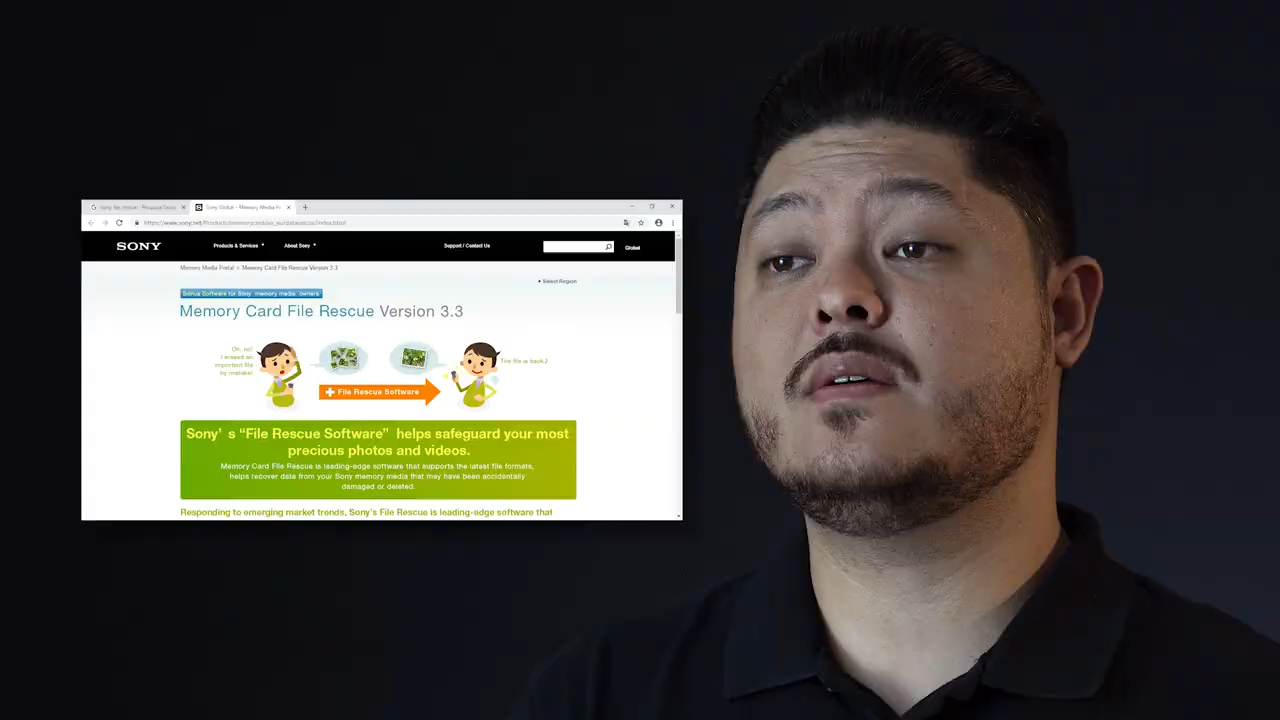 Sony Global - Memory Media Po
SONY
Products & Services
About Sony
Support / Contact Us
Global
Memory Media Portal > Memory Card File Rescue Version 3.3
Select Region
Bonus Software for Sony memory media owners
Memory Card File Rescue Version 3.3
Oh, no!
I erased an
important file
by mistake!
The file is back♪
File Rescue Software
Sony' s “File Rescue Software” helps safeguard your most
precious photos and videos.
Memory Card File Rescue is leading-edge software that supports the latest file formats,
helps recover data from your Sony memory media that may have been accidentally
damaged or deleted.
Responding to emerging market trends, Sony's File Rescue is leading-edge software that